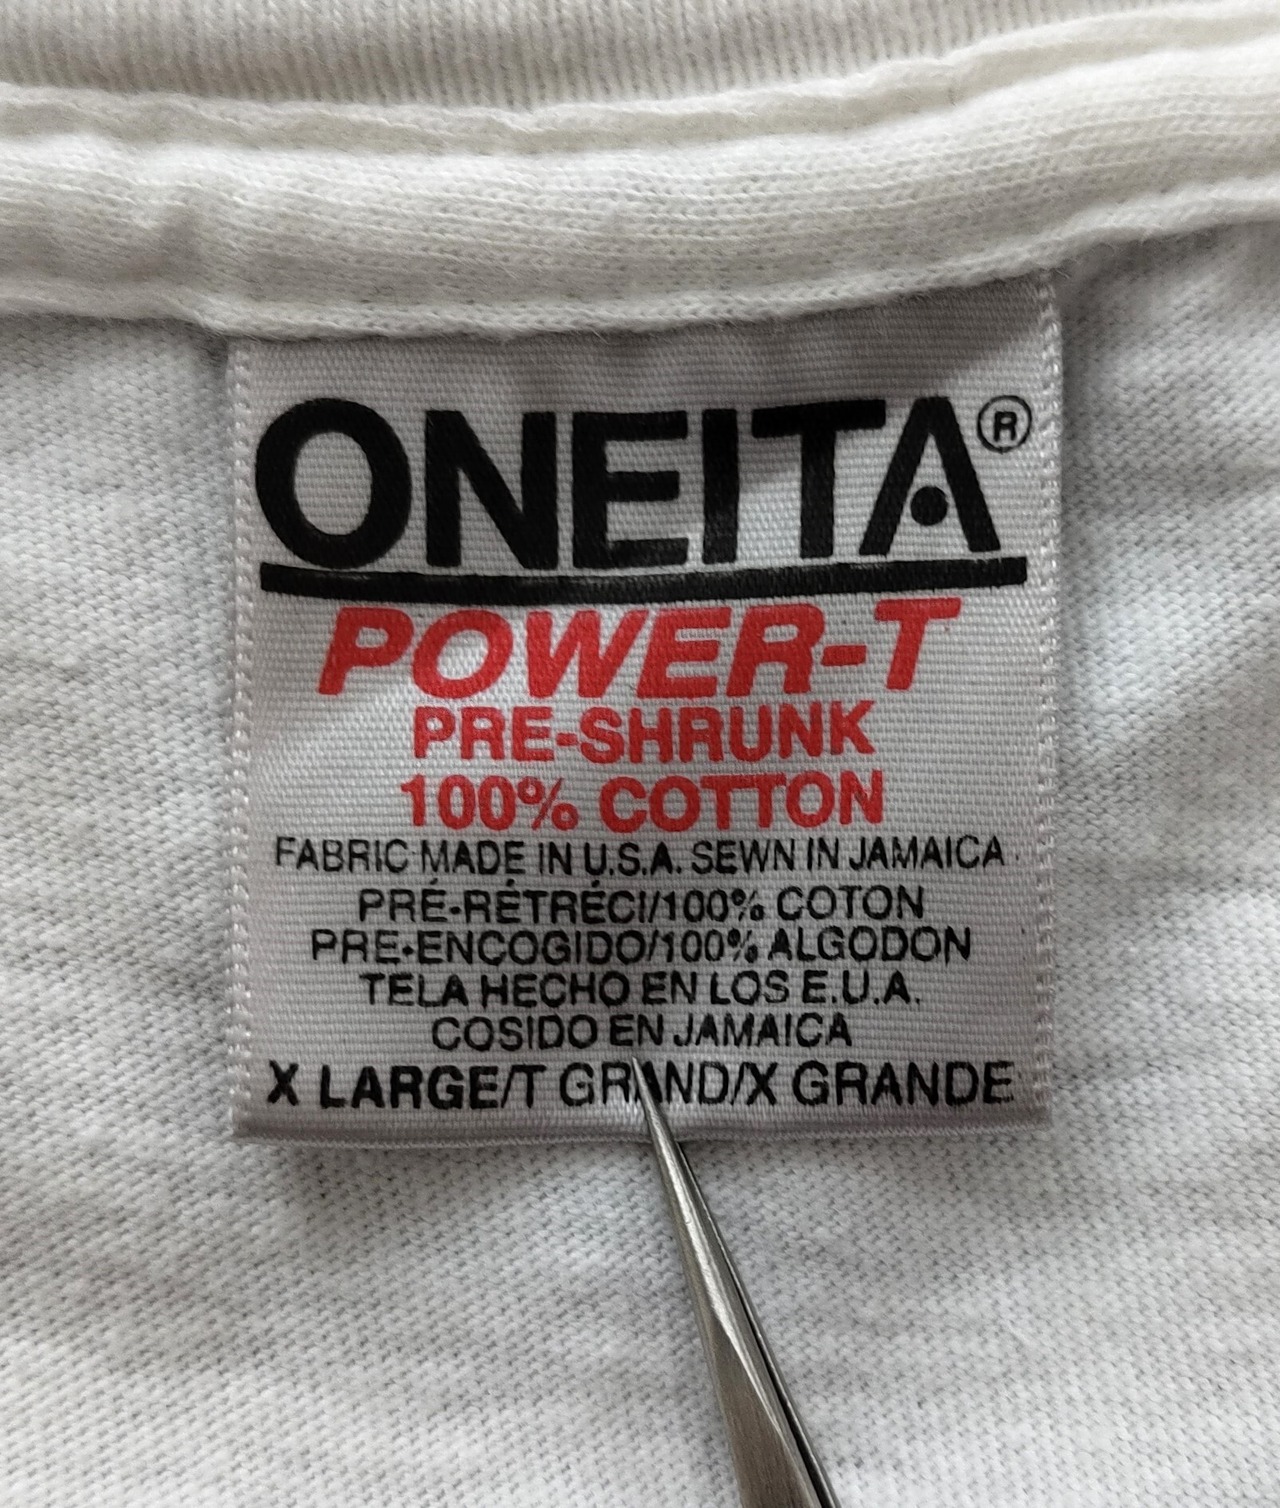 ONEITA®
POWER-T
PRE-SHRUNK
100% COTTON
FABRIC MADE IN U.S.A. SEWN IN JAMAICA
PRÉ-RÉTRÉCI/100% COTON
PRE-ENCOGIDO/100% ALGODON
TELA HECHO EN LOS E.U.A.
COSIDO EN JAMAICA
X LARGE/T GRAND/X GRANDE